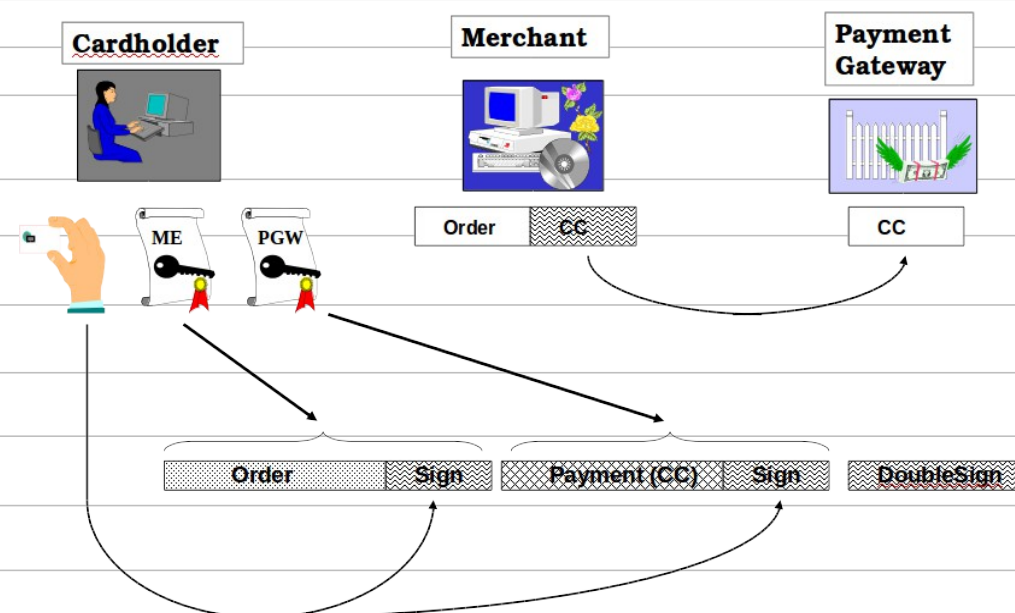 Cardholder
Merchant
Payment
Gateway
ME
PGW
Order
CC
CC
Order
Sign
Payment (CC)
Sign
DoubleSign